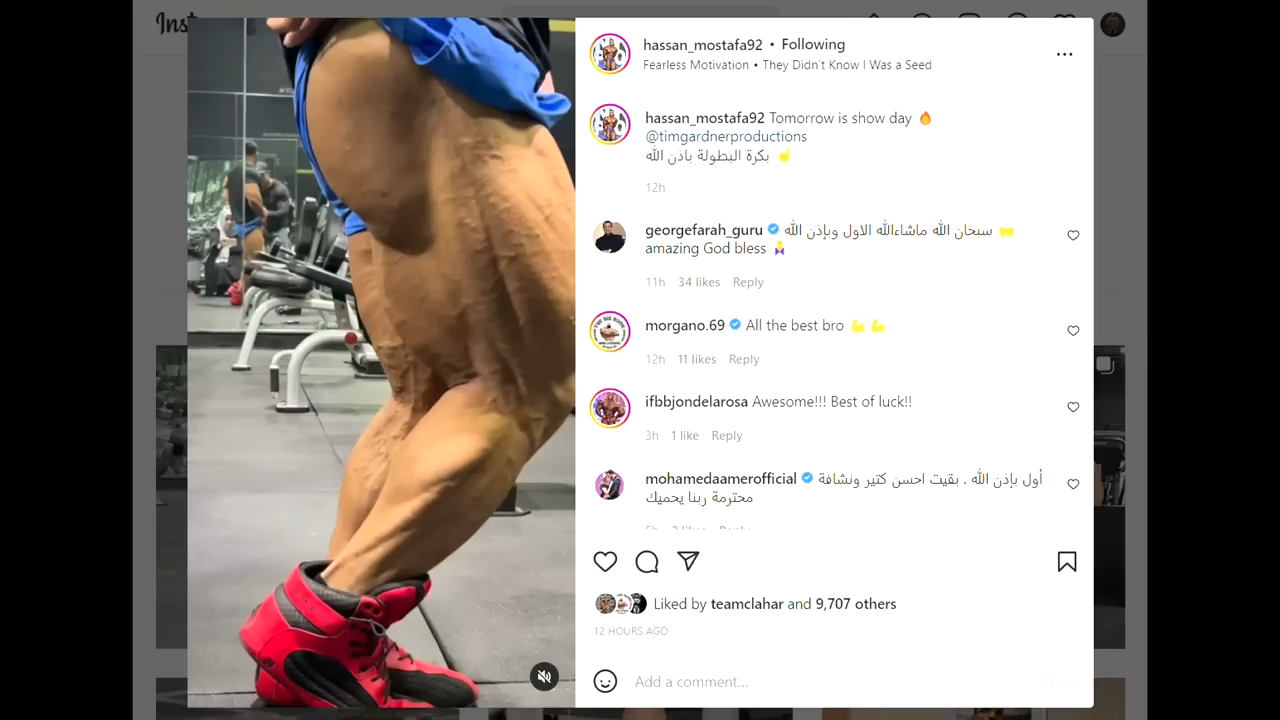 Inst
hassan_mostafa92 • Following
Fearless Motivation • They Didn't Know I Was a Seed
hassan_mostafa92 Tomorrow is show day 🔥
@timgardnerproductions
بكرة البطولة باذن الله ☝
12h
georgefarah_guru سبحان الله ماشاءالله الاول وبإذن الله 🤲
amazing God bless 🙏
11h 34 likes Reply
morgano.69 All the best bro 💪 💪
12h 11 likes Reply
ifbbjondelarosa Awesome!!! Best of luck!!
3h 1 like Reply
mohamedaamerofficial أول بإذن الله . بقيت احسن كتير ونشافة
محترمة ربنا يحميك
Liked by teamclahar and 9,707 others
12 HOURS AGO
Add a comment...
Post